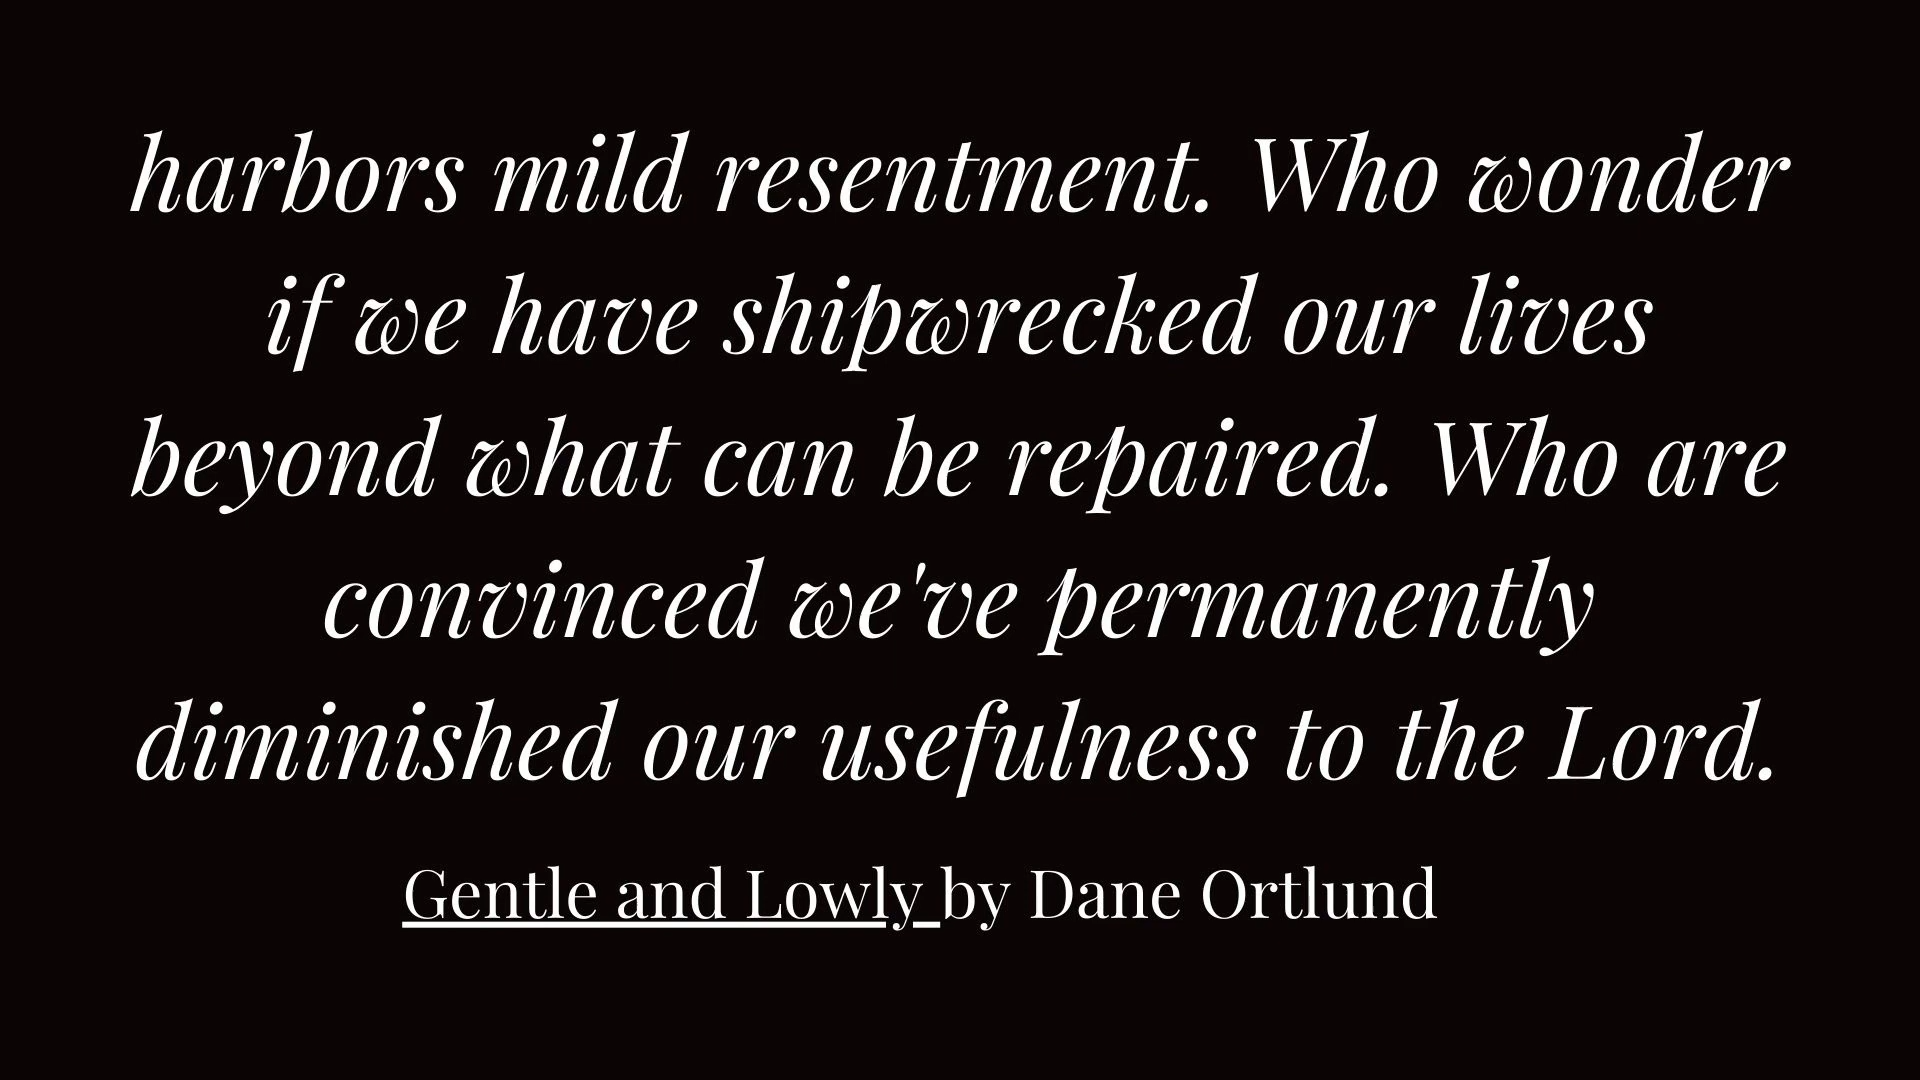 harbors mild resentment. Who wonder
if we have shipwrecked our lives
beyond what can be repaired. Who are
convinced we've permanently
diminished our usefulness to the Lord.
Gentle and Lowly by Dane Ortlund